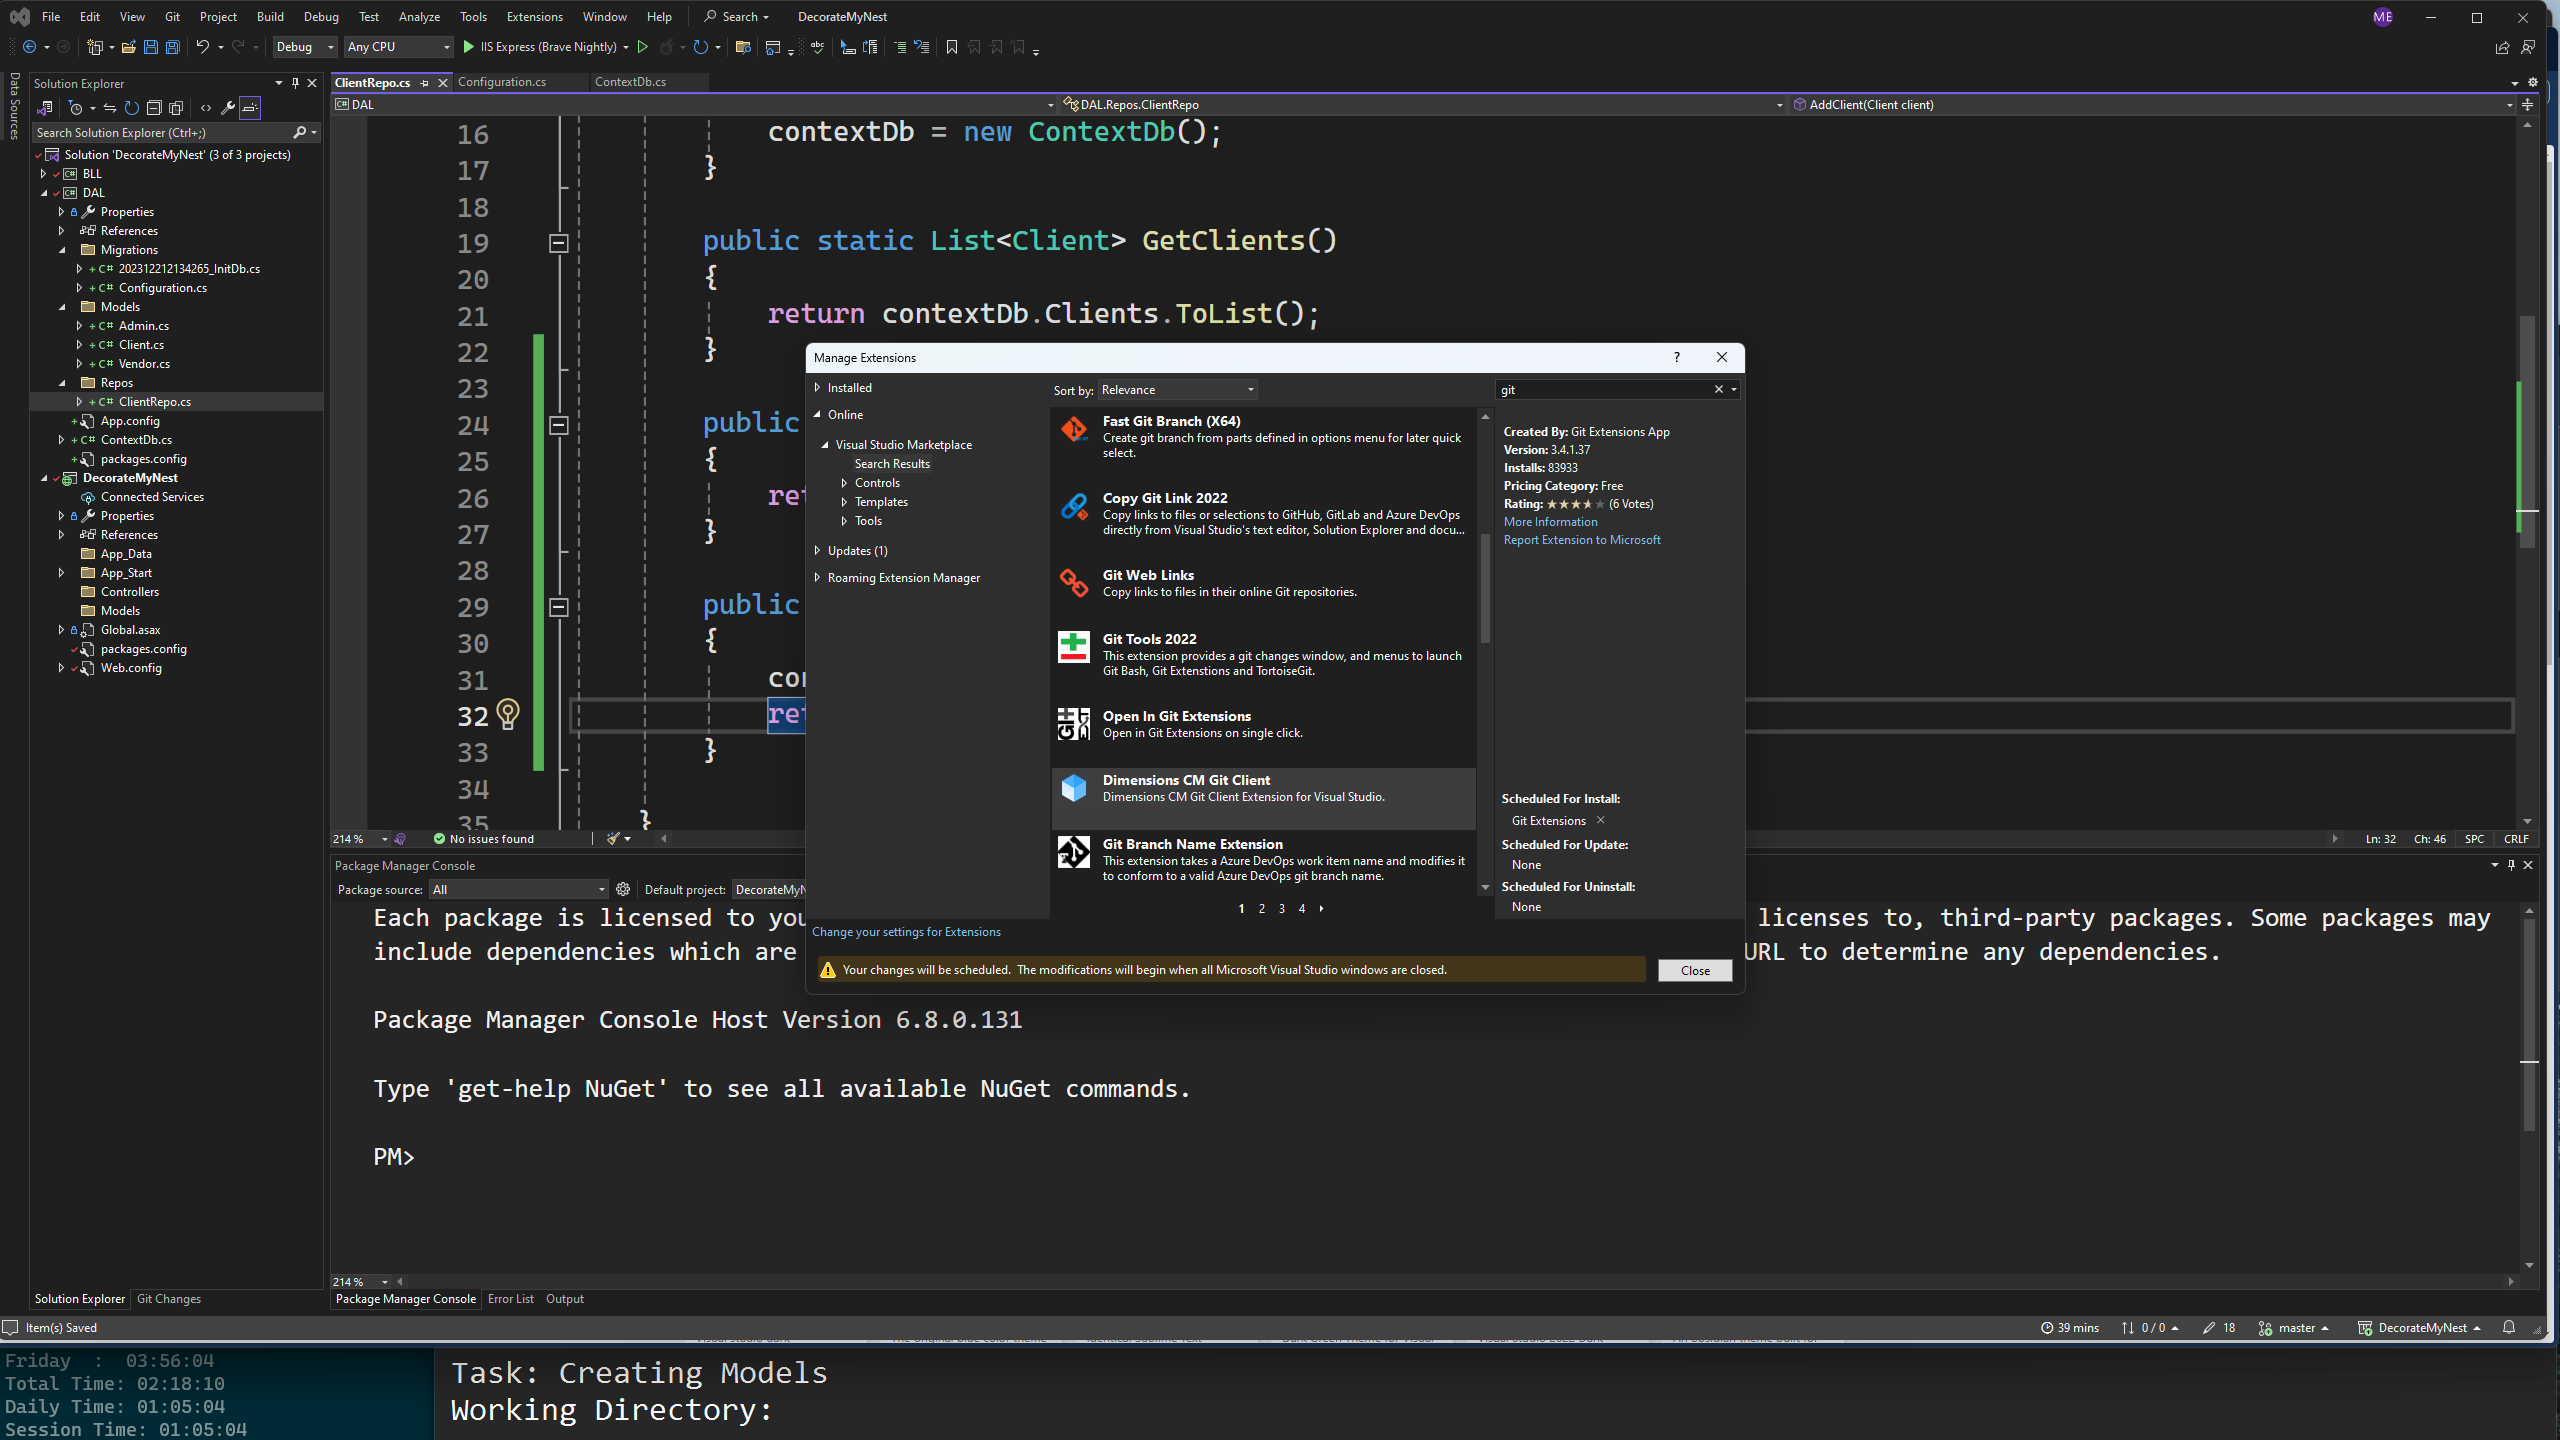 File Edit View Git Project Build Debug Test Analyze Tools Extensions Window Help Search DecorateMyNest ME
Debug Any CPU IIS Express (Brave Nightly)
Data Sources
Solution Explorer
Search Solution Explorer (Ctrl+;)
Solution 'DecorateMyNest' (3 of 3 projects)
BLL
DAL
Properties
References
Migrations
202312212134265_InitDb.cs
Configuration.cs
Models
Admin.cs
Client.cs
Vendor.cs
Repos
ClientRepo.cs
App.config
ContextDb.cs
packages.config
DecorateMyNest
Connected Services
Properties
References
App_Data
App_Start
Controllers
Models
Global.asax
packages.config
Web.config
Solution Explorer Git Changes
ClientRepo.cs Configuration.cs ContextDb.cs
DAL DAL.Repos.ClientRepo AddClient(Client client)
16 contextDb = new ContextDb();
17 }
18
19 public static List<Client> GetClients()
20 {
21 return contextDb.Clients.ToList();
22 }
23
24 public
25 {
26 ret
27 }
28
29 public
30 {
31 con
32 ret
33 }
34
35 }
214 % No issues found Ln: 32 Ch: 46 SPC CRLF
Manage Extensions ?
Installed
Online
Visual Studio Marketplace
Search Results
Controls
Templates
Tools
Updates (1)
Roaming Extension Manager
Sort by: Relevance
Fast Git Branch (X64)
Create git branch from parts defined in options menu for later quick
select.
Copy Git Link 2022
Copy links to files or selections to GitHub, GitLab and Azure DevOps
directly from Visual Studio's text editor, Solution Explorer and docu...
Git Web Links
Copy links to files in their online Git repositories.
Git Tools 2022
This extension provides a git changes window, and menus to launch
Git Bash, Git Extenstions and TortoiseGit.
Open In Git Extensions
Open in Git Extensions on single click.
Dimensions CM Git Client
Dimensions CM Git Client Extension for Visual Studio.
Git Branch Name Extension
This extension takes a Azure DevOps work item name and modifies it
to conform to a valid Azure DevOps git branch name.
1 2 3 4
git
Created By: Git Extensions App
Version: 3.4.1.37
Installs: 83933
Pricing Category: Free
Rating: (6 Votes)
More Information
Report Extension to Microsoft
Scheduled For Install:
Git Extensions
Scheduled For Update:
None
Scheduled For Uninstall:
None
Change your settings for Extensions
Your changes will be scheduled. The modifications will begin when all Microsoft Visual Studio windows are closed.
Close
Package Manager Console
Package source: All Default project: DecorateMyN
Each package is licensed to you licenses to, third-party packages. Some packages may
include dependencies which are URL to determine any dependencies.
Package Manager Console Host Version 6.8.0.131
Type 'get-help NuGet' to see all available NuGet commands.
PM>
214 %
Package Manager Console Error List Output
Item(s) Saved 39 mins 0 / 0 18 master DecorateMyNest
Friday : 03:56:04
Total Time: 02:18:10
Daily Time: 01:05:04
Session Time: 01:05:04
Task: Creating Models
Working Directory: